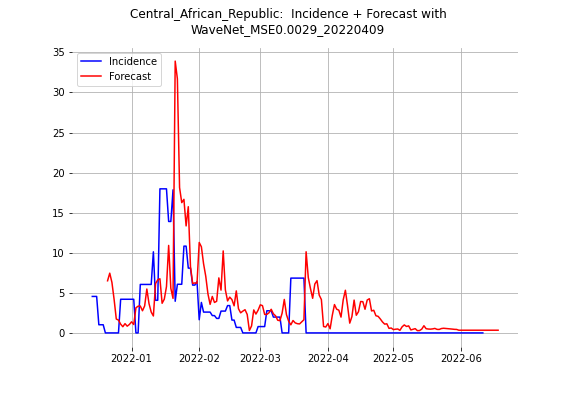 Central_African_Republic:  Incidence + Forecast with
WaveNet_MSE0.0029_20220409
Incidence
Forecast
35
30
25
20
15
10
5
0
2022-01 2022-02 2022-03 2022-04 2022-05 2022-06